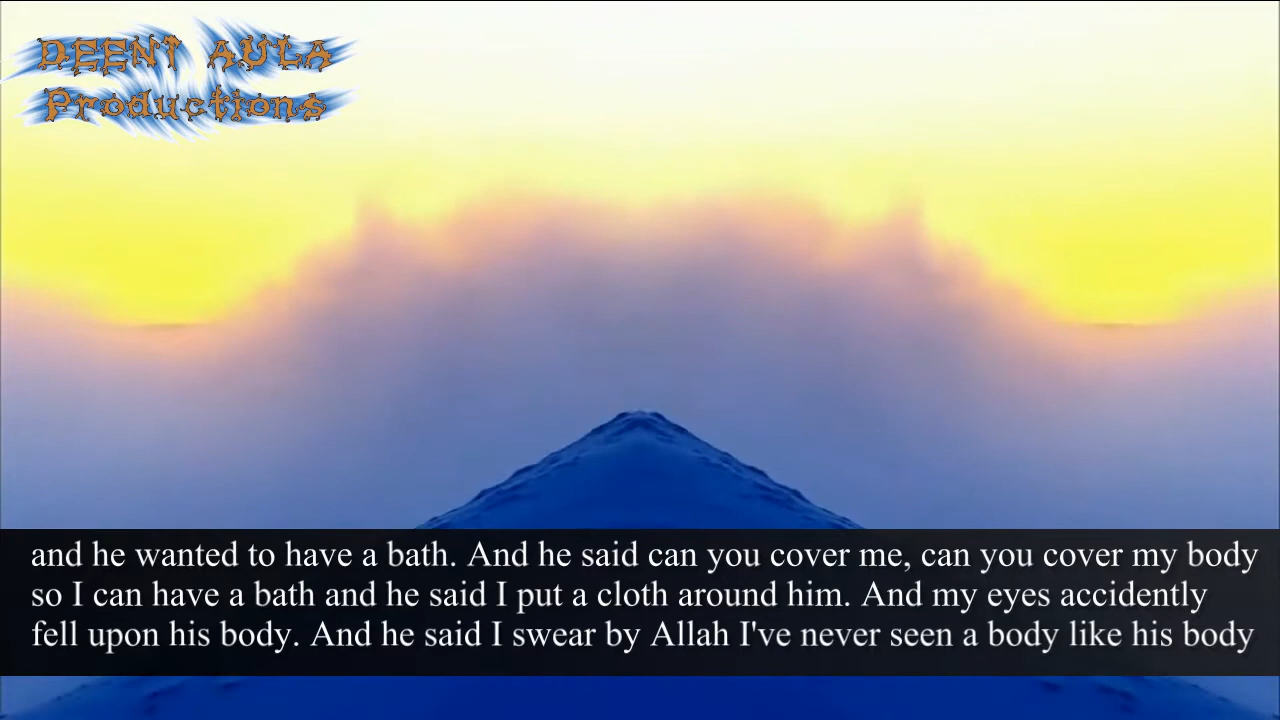 DEENI AULA
Productions
and he wanted to have a bath. And he said can you cover me, can you cover my body
so I can have a bath and he said I put a cloth around him. And my eyes accidently
fell upon his body. And he said I swear by Allah I've never seen a body like his body